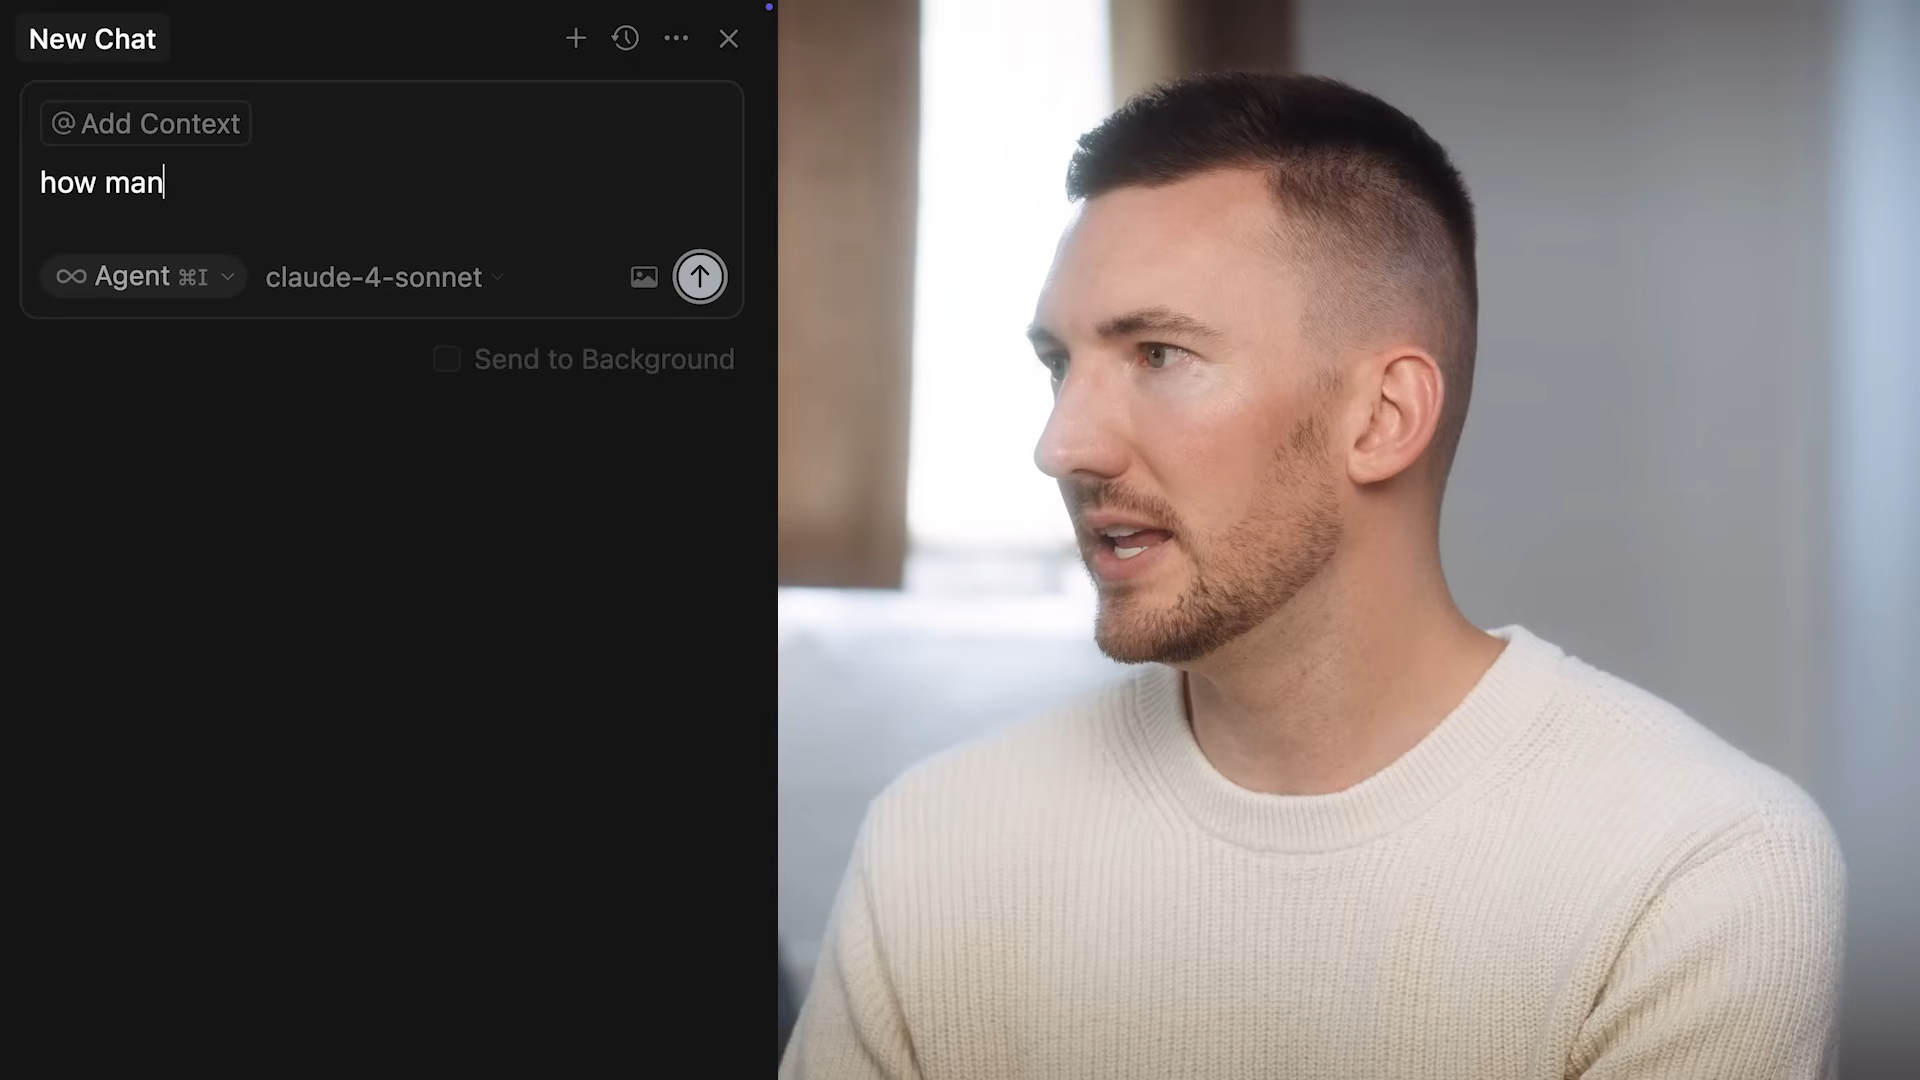 New Chat
@ Add Context
how man
Agent ⌘I
claude-4-sonnet
Send to Background